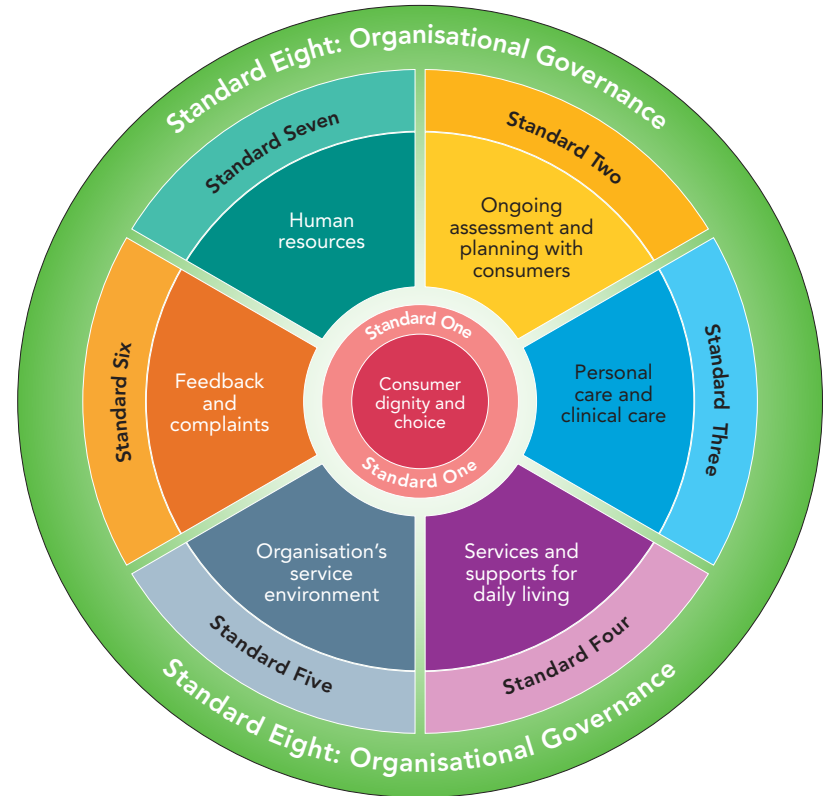 Standard Eight: Organisational Governance
Standard Seven
Human
resources
Standard Two
Ongoing
assessment and
planning with
consumers
Standard Six
Feedback
and
complaints
Standard One
Consumer
dignity and
choice
Standard One
Personal
care and
clinical care
Standard Three
Organisation's
service
environment
Standard Five
Services and
supports for
daily living
Standard Four
Standard Eight: Organisational Governance